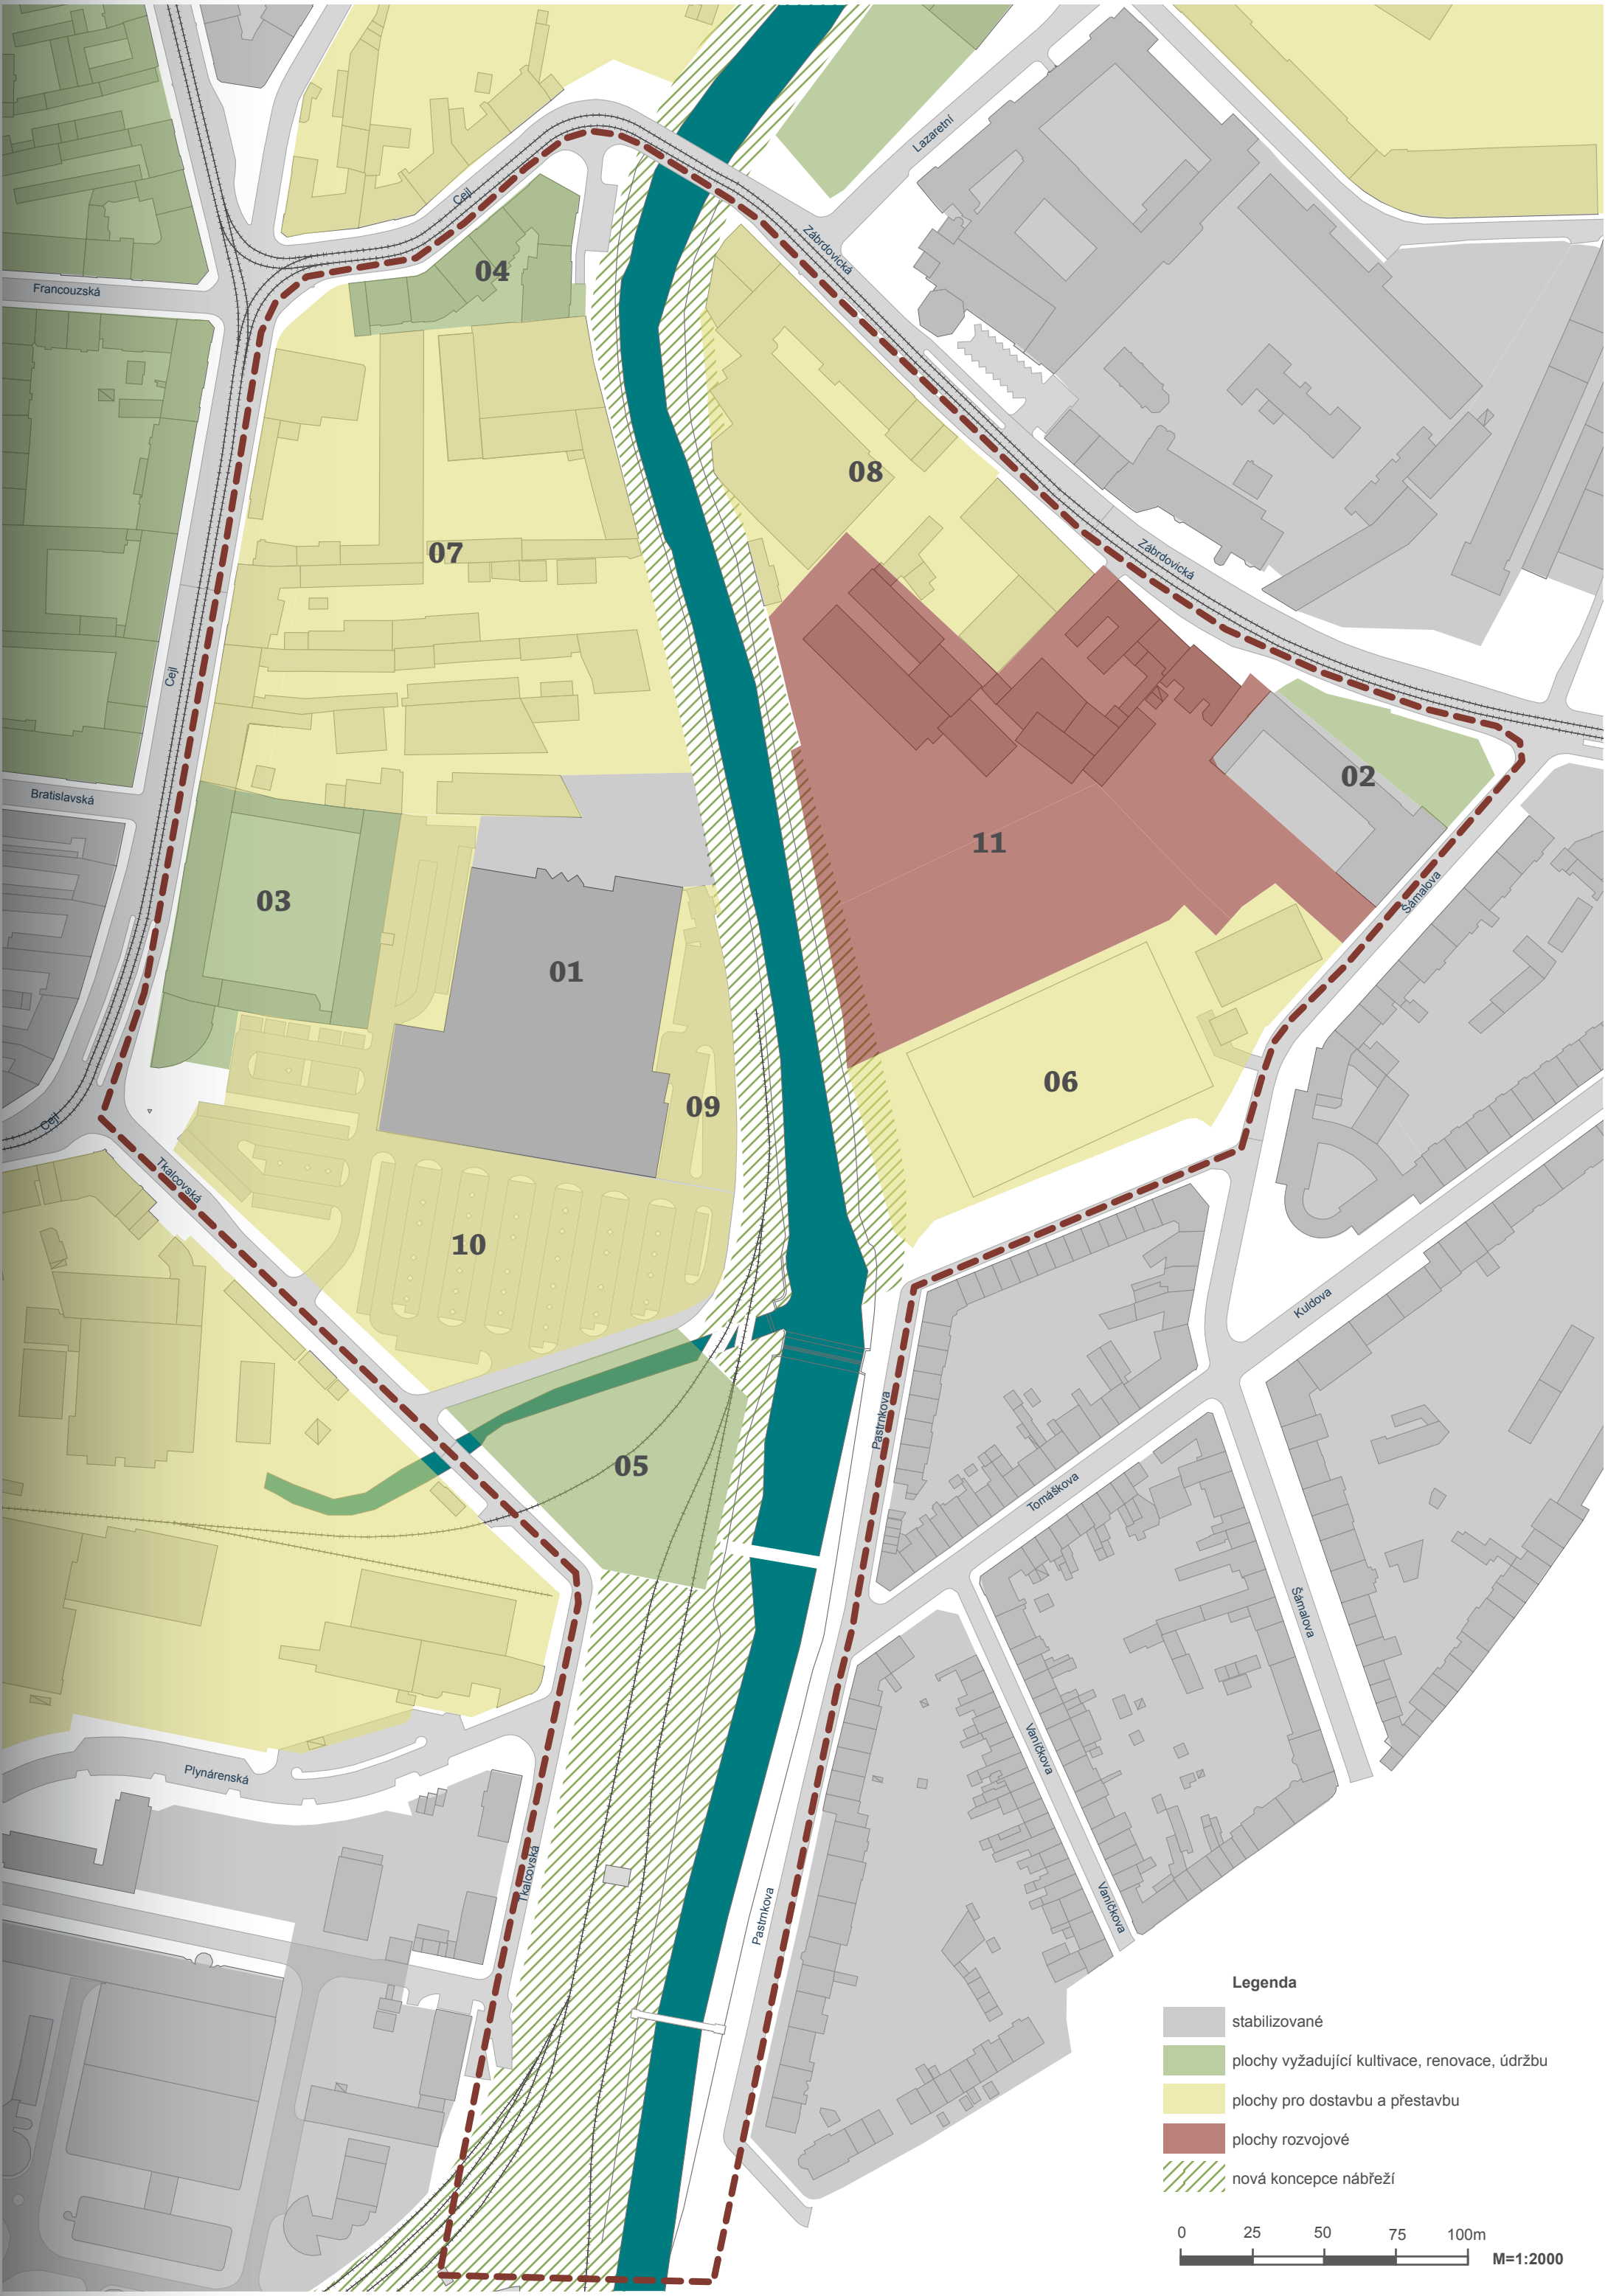 Lazaretní
Cejl
Zábrdovická
04
Francouzská
08
07
Zábrdovická
Cejl
02
Bratislavská
11
Šámalova
03
01
06
09
Cejl
Tkalcovská
10
Kuldova
Pastrnkova
05
Tomáškova
Šámalova
Vaníčkova
Plynárenská
Tkalcovská
Pastrnkova
Vaníčkova
Legenda
stabilizované
plochy vyžadující kultivace, renovace, údržbu
plochy pro dostavbu a přestavbu
plochy rozvojové
nová koncepce nábřeží
0 25 50 75 100m
M=1:2000